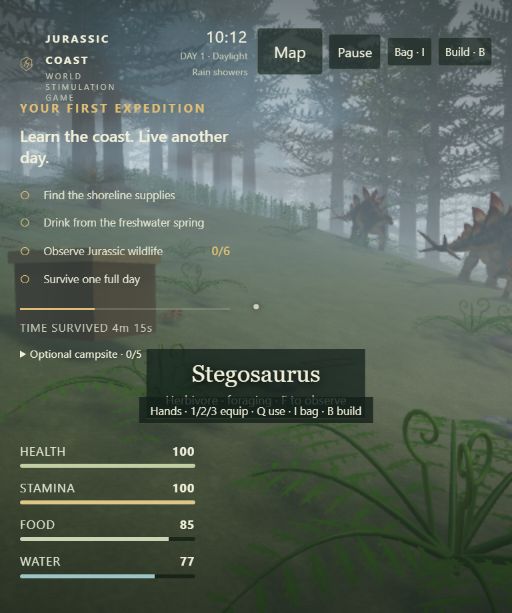 JURASSIC
COAST
WORLD
STIMULATION
GAME
10:12
DAY 1 · Daylight
Rain showers
Map
Pause
Bag · I
Build · B
YOUR FIRST EXPEDITION
Learn the coast. Live another
day.
Find the shoreline supplies
Drink from the freshwater spring
Observe Jurassic wildlife 0/6
Survive one full day
TIME SURVIVED 4m 15s
Optional campsite · 0/5
Stegosaurus
Herbivore · foraging · F to observe
Hands · 1/2/3 equip · Q use · I bag · B build
HEALTH 100
STAMINA 100
FOOD 85
WATER 77